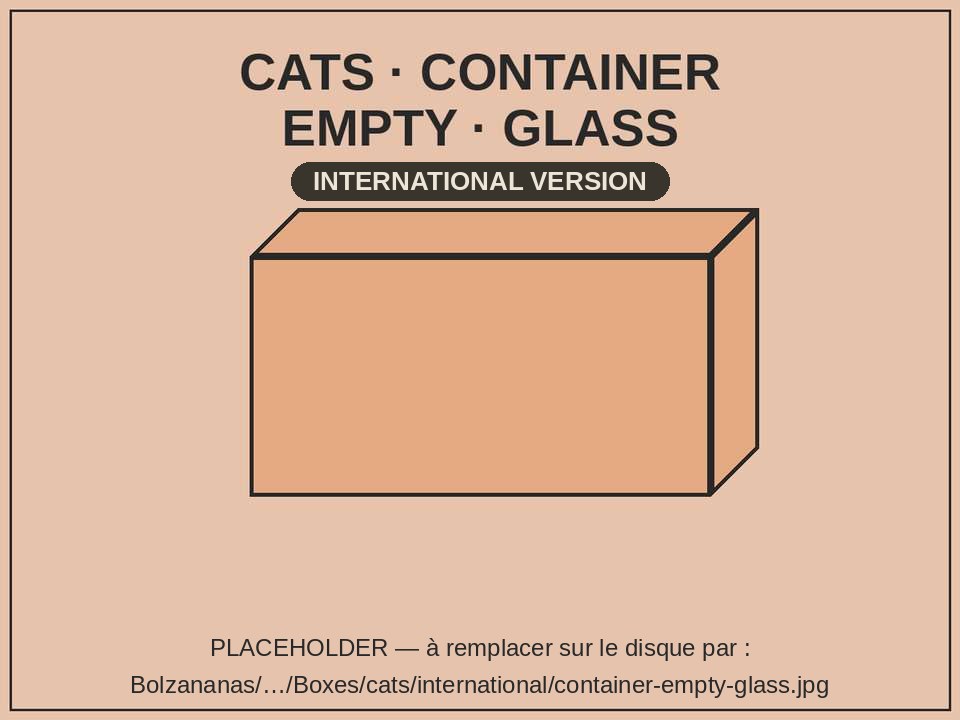 CATS · CONTAINER
EMPTY · GLASS
INTERNATIONAL VERSION
PLACEHOLDER — à remplacer sur le disque par :
Bolzananas/…/Boxes/cats/international/container-empty-glass.jpg